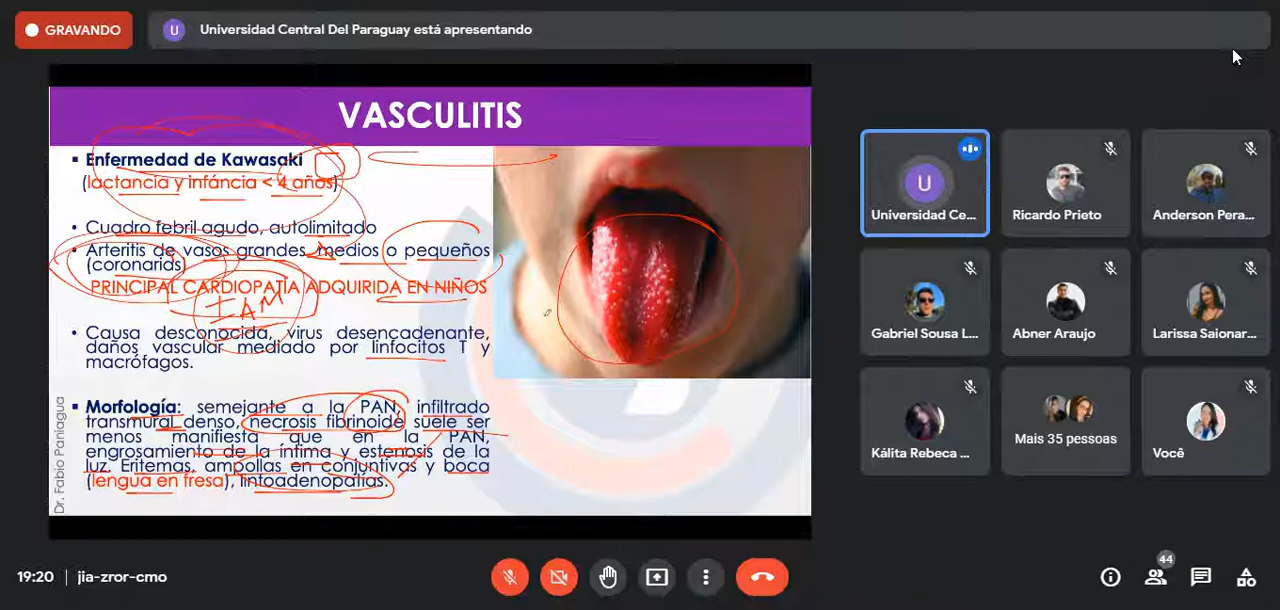 GRAVANDO
U
Universidad Central Del Paraguay está apresentando
VASCULITIS
Enfermedad de Kawasaki
(lactancia y infáncia < 4 años)
Cuadro febril agudo, autolimitado
Arteritis de vasos grandes, medios o pequeños
(coronarias)
PRINCIPAL CARDIOPATÍA ADQUIRIDA EN NIÑOS
IAM
Causa desconocida, virus desencadenante,
daños vascular mediado por linfocitos T y
macrófagos.
Morfología: semejante a la PAN, infiltrado
transmural denso, necrosis fibrinoide suele ser
menos manifiesta que en la PAN,
engrosamiento de la íntima y estenosis de la
luz. Eritemas, ampollas en conjuntivas y boca
(lengua en fresa), linfoadenopatías.
Dr. Fabio Paniagua
U
Universidad Ce...
Ricardo Prieto
Anderson Pera...
Gabriel Sousa L...
Abner Araujo
Larissa Saionar...
Kálita Rebeca ...
Mais 35 pessoas
Você
19:20 | jia-zror-cmo
44